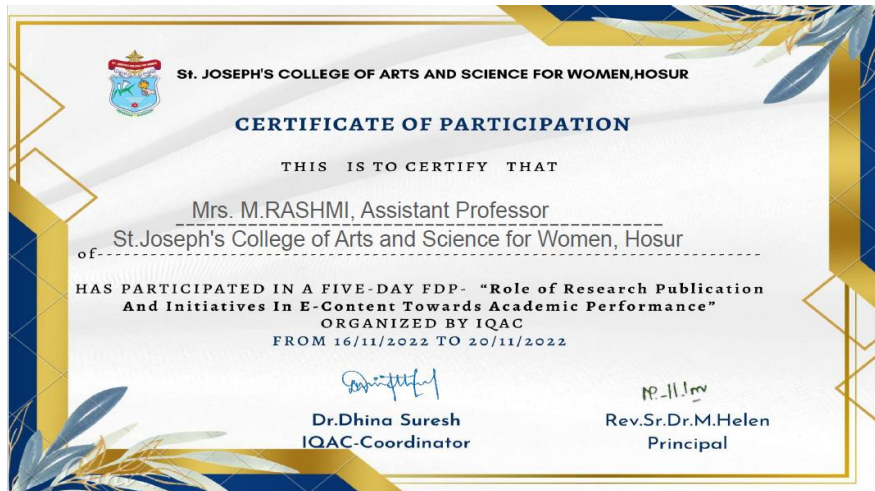 St. JOSEPH'S COLLEGE OF ARTS AND SCIENCE FOR WOMEN,HOSUR
CERTIFICATE OF PARTICIPATION
THIS IS TO CERTIFY THAT
Mrs. M.RASHMI, Assistant Professor
St.Joseph's College of Arts and Science for Women, Hosur
of
HAS PARTICIPATED IN A FIVE-DAY FDP- “Role of Research Publication
And Initiatives In E-Content Towards Academic Performance”
ORGANIZED BY IQAC
FROM 16/11/2022 TO 20/11/2022
Dr.Dhina Suresh
Rev.Sr.Dr.M.Helen
IQAC-Coordinator
Principal